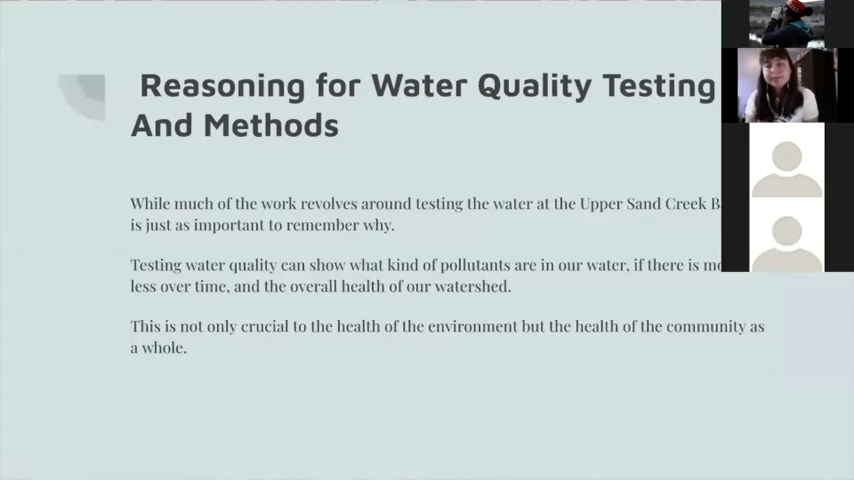 Reasoning for Water Quality Testing
And Methods
While much of the work revolves around testing the water at the Upper Sand Creek
is just as important to remember why.
Testing water quality can show what kind of pollutants are in our water, if there is
less over time, and the overall health of our watershed.
This is not only crucial to the health of the environment but the health of the community as
a whole.